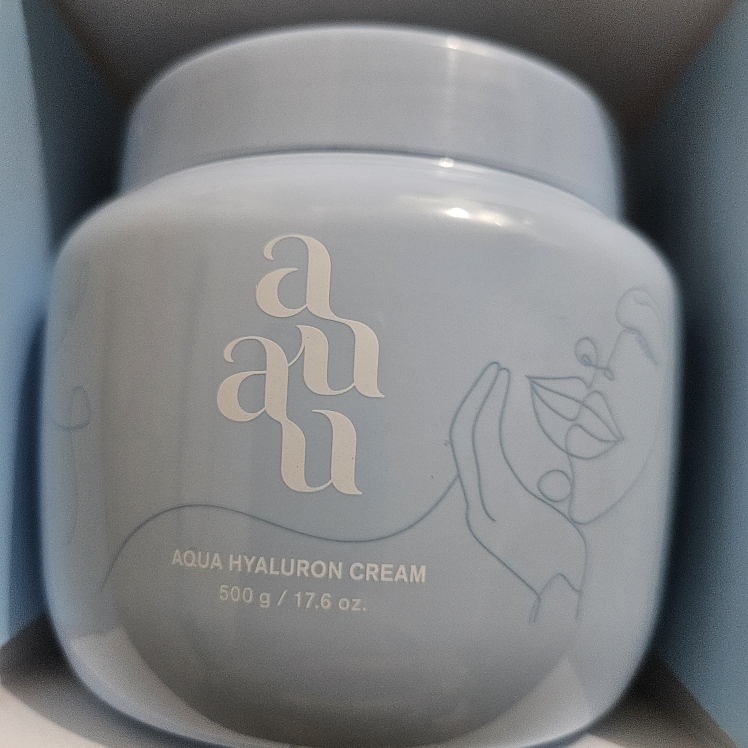 au
au
AQUA HYALURON CREAM
500 g / 17.6 oz.